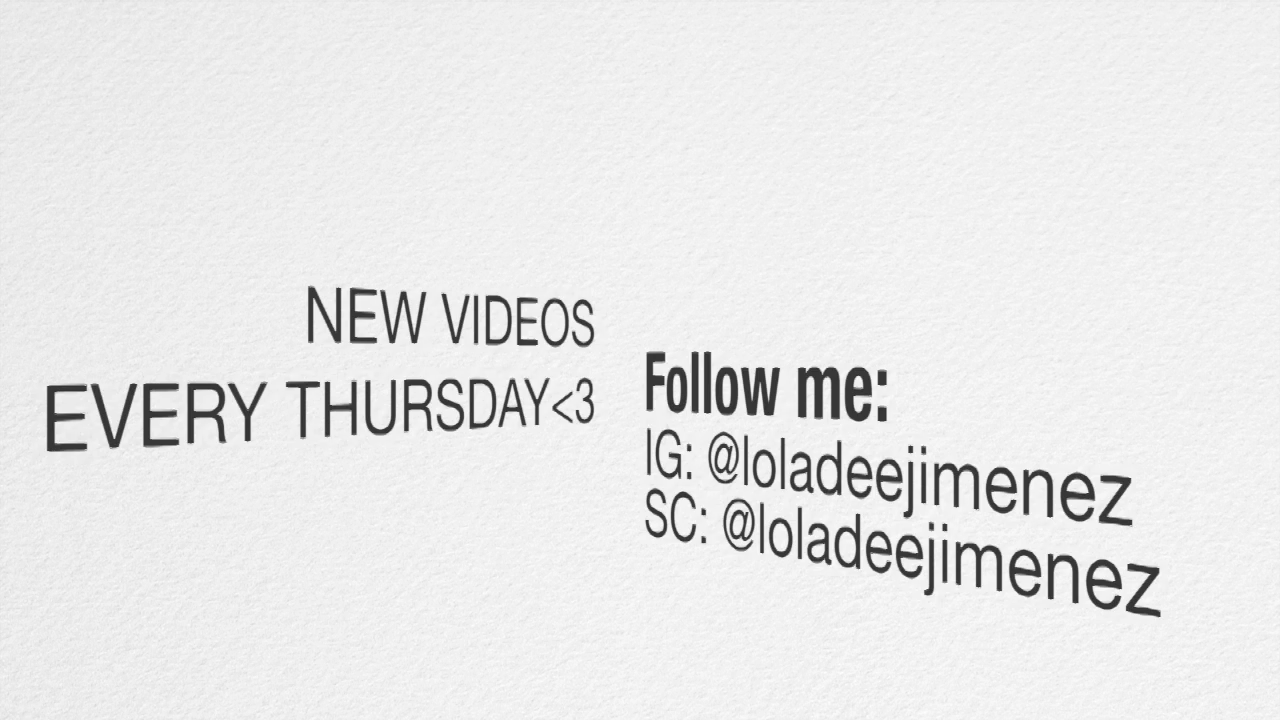 NEW VIDEOS
EVERY THURSDAY<3
Follow me:
IG: @loladeejimenez
SC: @loladeejimenez